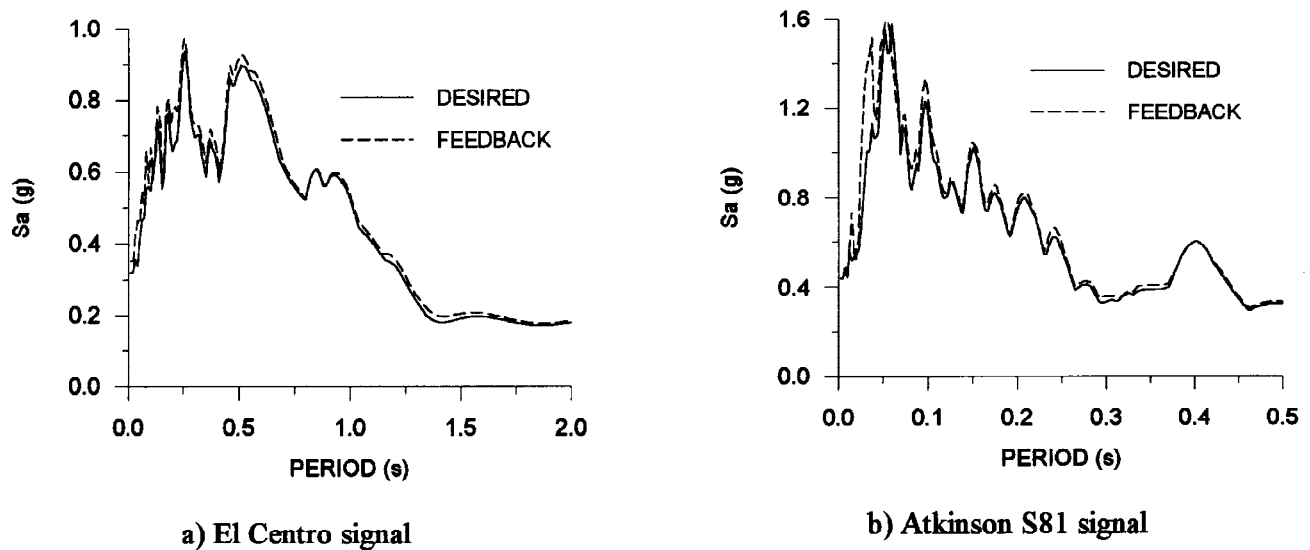 1.0
0.8
0.6
0.4
0.2
0.0
Sa (g)
DESIRED
FEEDBACK
0.0 0.5 1.0 1.5 2.0
PERIOD (s)
a) El Centro signal
1.6
1.2
0.8
0.4
0.0
Sa (g)
DESIRED
FEEDBACK
0.0 0.1 0.2 0.3 0.4 0.5
PERIOD (s)
b) Atkinson S81 signal